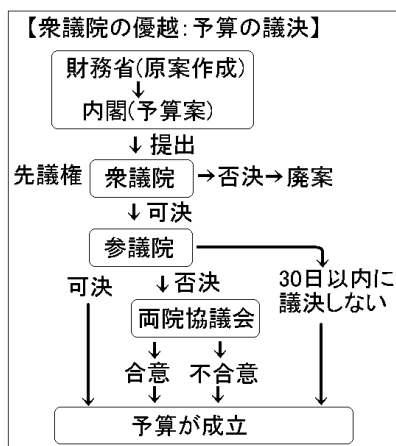 【衆議院の優越：予算の議決】
財務省(原案作成)
↓
内閣(予算案)
↓提出
先議権 衆議院 →否決→廃案
↓可決
参議院
可決 ↓否決 30日以内に
議決しない
両院協議会
↓ ↓
合意 不合意
↓ ↓
予算が成立